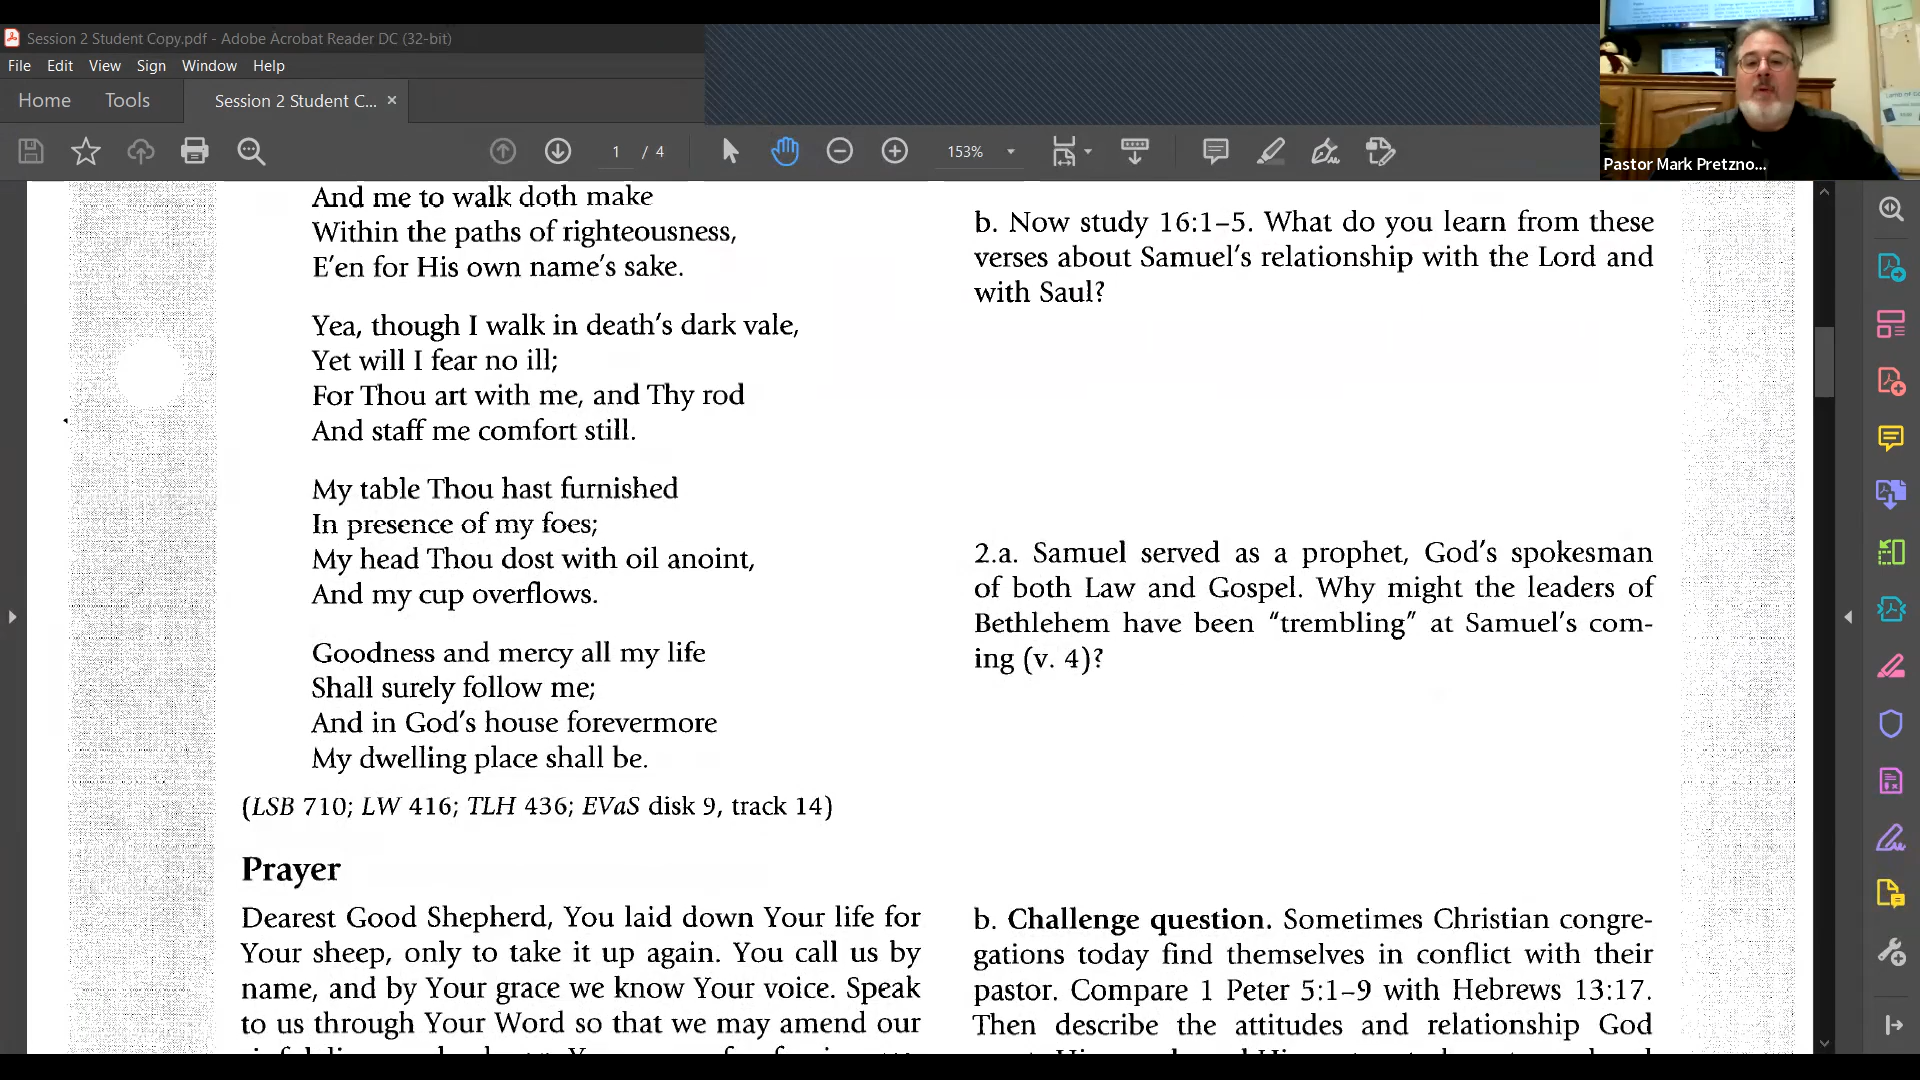 Session 2 Student Copy.pdf - Adobe Acrobat Reader DC (32-bit)
File Edit View Sign Window Help
Home Tools Session 2 Student C... ×
1 / 4 153%
Pastor Mark Pretzno...
And me to walk doth make
Within the paths of righteousness,
E'en for His own name's sake.
Yea, though I walk in death's dark vale,
Yet will I fear no ill;
For Thou art with me, and Thy rod
And staff me comfort still.
My table Thou hast furnished
In presence of my foes;
My head Thou dost with oil anoint,
And my cup overflows.
Goodness and mercy all my life
Shall surely follow me;
And in God's house forevermore
My dwelling place shall be.
(LSB 710; LW 416; TLH 436; EVaS disk 9, track 14)
Prayer
Dearest Good Shepherd, You laid down Your life for
Your sheep, only to take it up again. You call us by
name, and by Your grace we know Your voice. Speak
to us through Your Word so that we may amend our
b. Now study 16:1–5. What do you learn from these
verses about Samuel's relationship with the Lord and
with Saul?
2.a. Samuel served as a prophet, God's spokesman
of both Law and Gospel. Why might the leaders of
Bethlehem have been “trembling” at Samuel's com-
ing (v. 4)?
b. Challenge question. Sometimes Christian congre-
gations today find themselves in conflict with their
pastor. Compare 1 Peter 5:1–9 with Hebrews 13:17.
Then describe the attitudes and relationship God